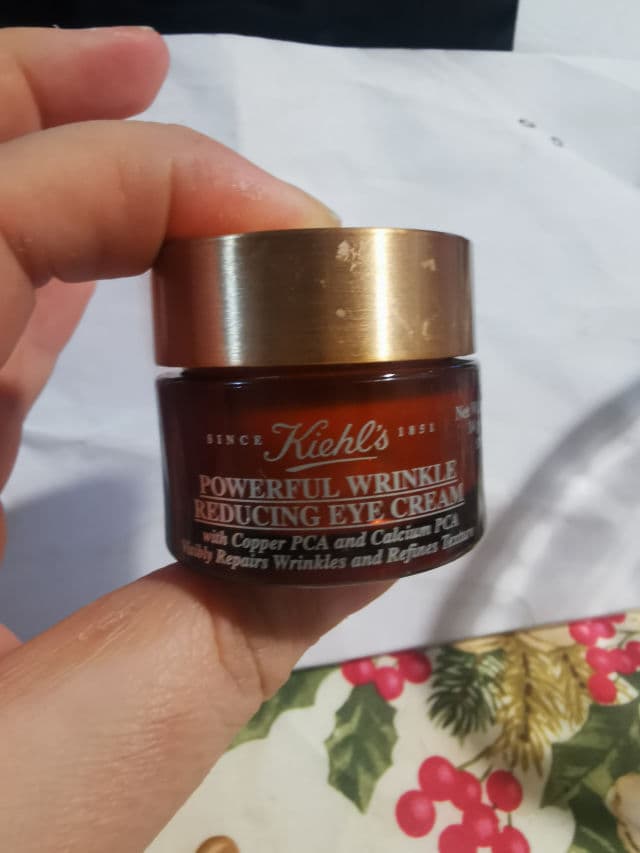 SINCE Kiehl's 1851
POWERFUL WRINKLE
REDUCING EYE CREAM
with Copper PCA and Calcium PCA
Visibly Repairs Wrinkles and Refines Texture
Net